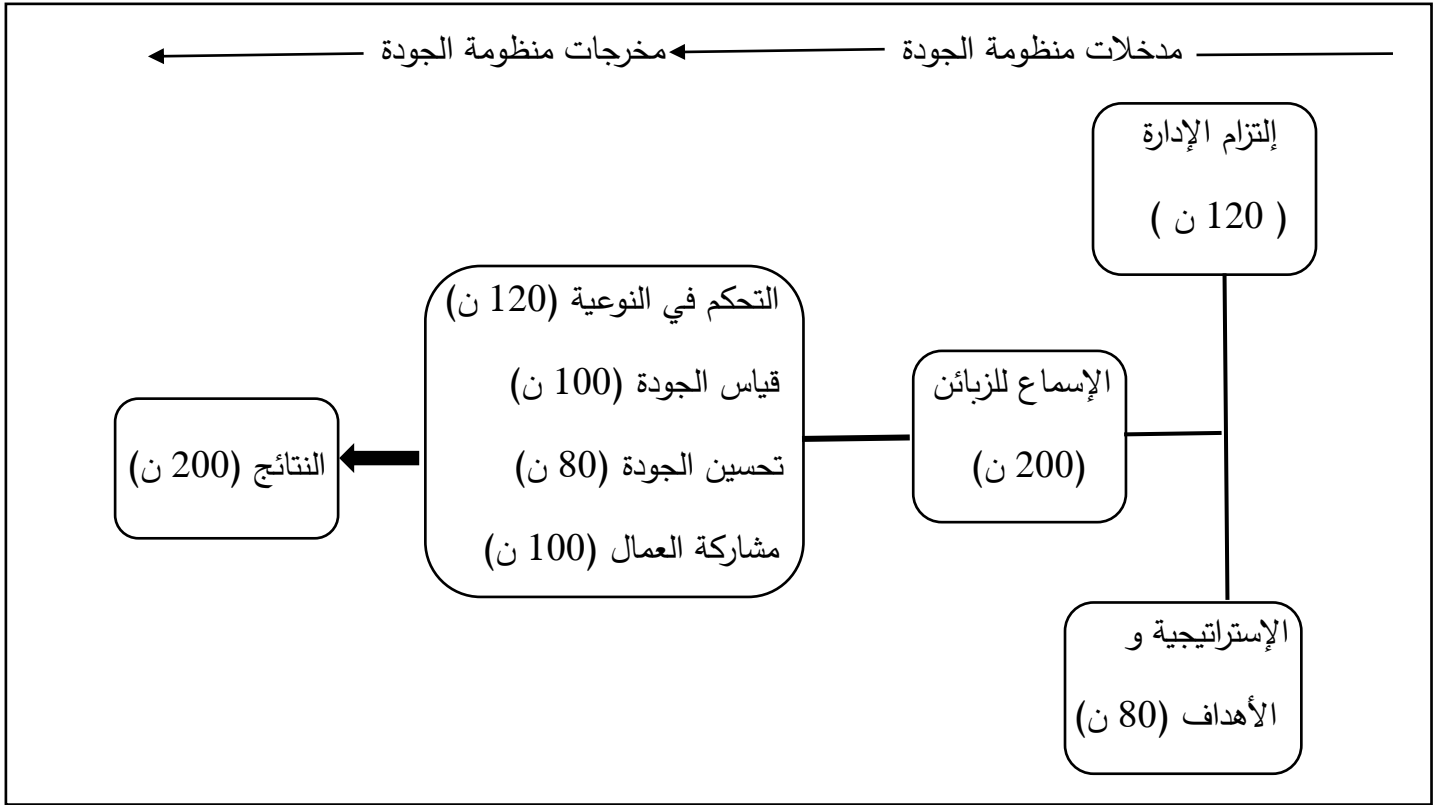 مدخلات منظومة الجودة
مخرجات منظومة الجودة
إلتزام الإدارة
( 120 ن )
الإسماع للزبائن
(200 ن)
الإستراتيجية و
الأهداف (80 ن)
التحكم في النوعية (120 ن)
قياس الجودة (100 ن)
تحسين الجودة (80 ن)
مشاركة العمال (100 ن)
النتائج (200 ن)